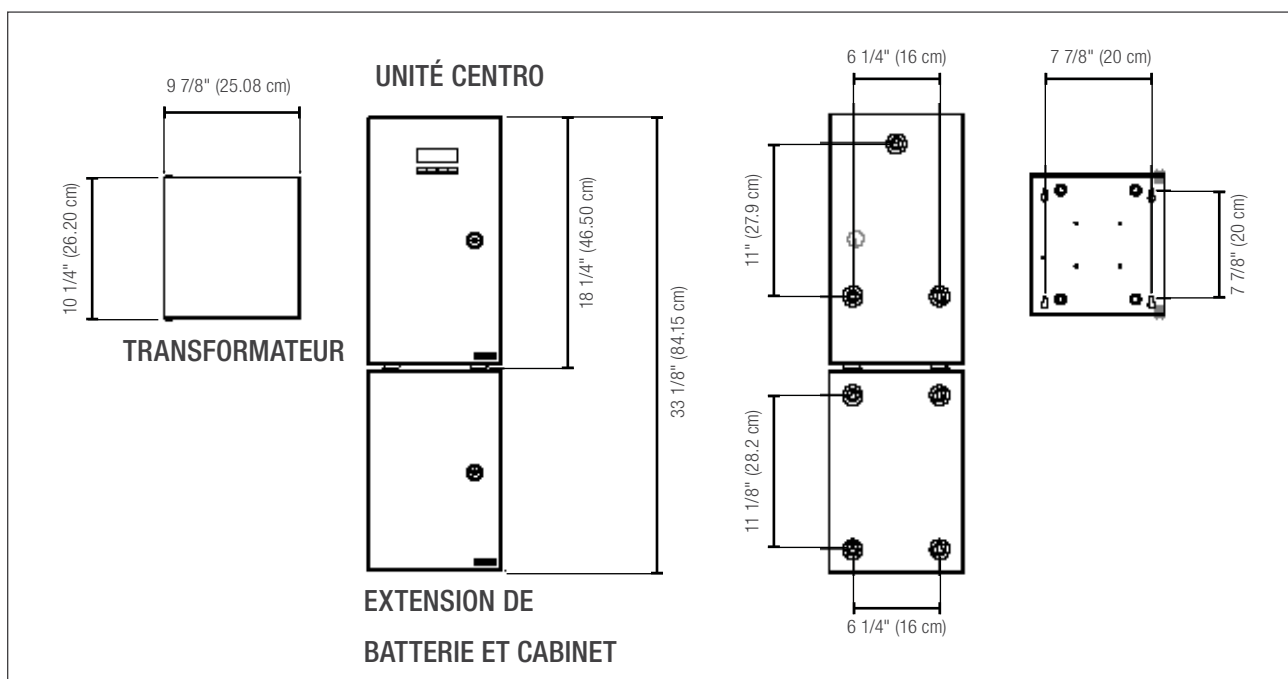 9 7/8" (25.08 cm)
UNITÉ CENTRO
6 1/4" (16 cm)
7 7/8" (20 cm)
10 1/4" (26.20 cm)
TRANSFORMATEUR
18 1/4" (46.50 cm)
33 1/8" (84.15 cm)
11" (27.9 cm)
7 7/8" (20 cm)
11 1/8" (28.2 cm)
EXTENSION DE
BATTERIE ET CABINET
6 1/4" (16 cm)